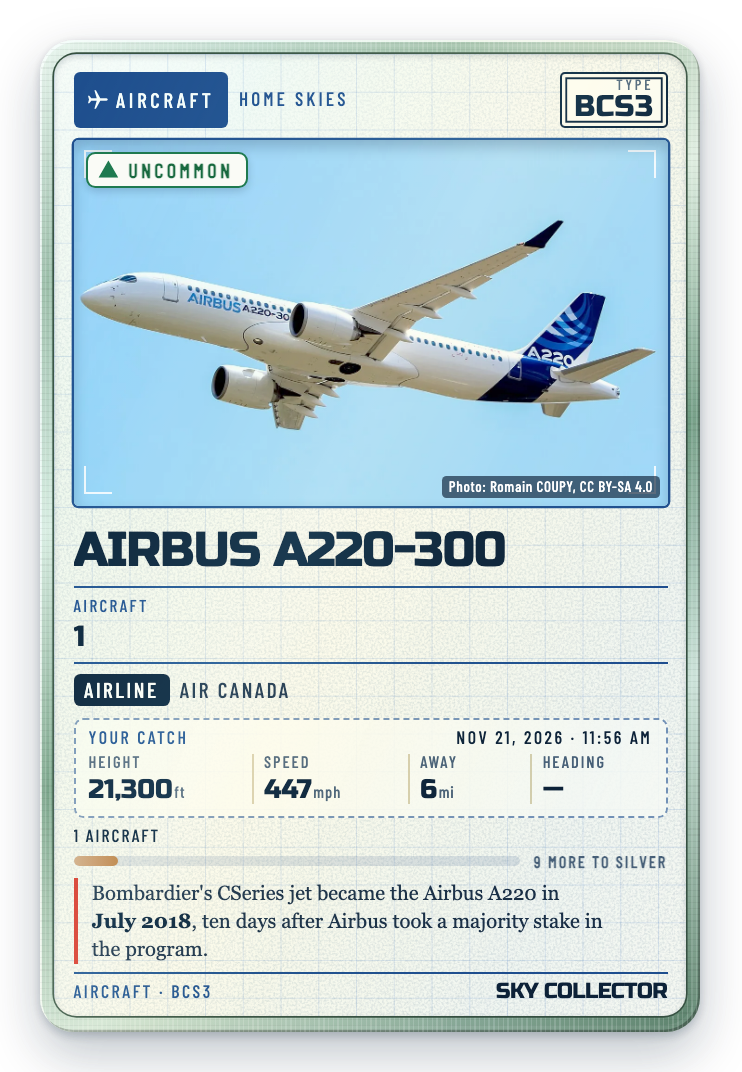 AIRCRAFT HOME SKIES
TYPE
BCS3
UNCOMMON
AIRBUS A220-30
A220
Photo: Romain COUPY, CC BY-SA 4.0
AIRBUS A220-300
AIRCRAFT
1
AIRLINE AIR CANADA
YOUR CATCH NOV 21, 2026 · 11:56 AM
HEIGHT SPEED AWAY HEADING
21,300ft 447mph 6mi —
1 AIRCRAFT
9 MORE TO SILVER
Bombardier's CSeries jet became the Airbus A220 in
July 2018, ten days after Airbus took a majority stake in
the program.
AIRCRAFT · BCS3 SKY COLLECTOR